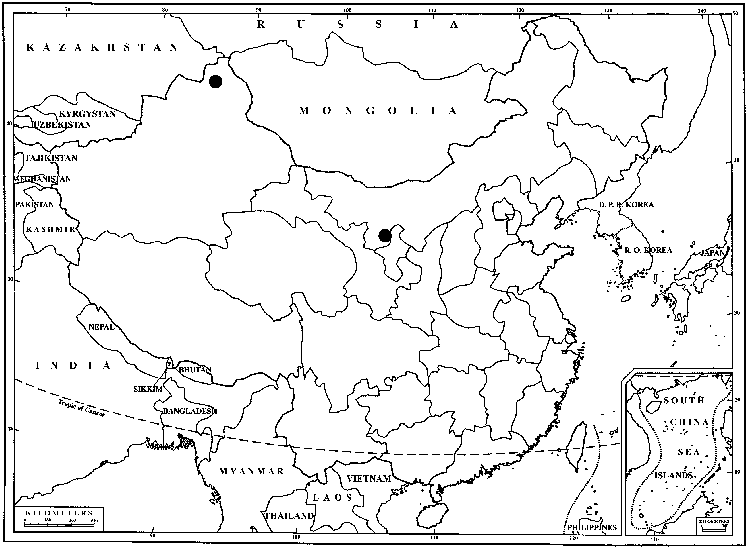 R U S S I A
K A Z A K H S T A N
M O N G O L I A
KYRGYSTAN
UZBEKISTAN
TAJIKISTAN
PAKISTAN
KASHMIR
D. P. R. KOREA
R. O. KOREA
JAPAN
NEPAL
I N D I A
BHUTAN
SIKKIM
BANGLADESH
Tropic of Cancer
MYANMAR
VIETNAM
LAOS
THAILAND
PHILIPPINES
SOUTH
CHINA
SEA
ISLANDS
KILOMETERS